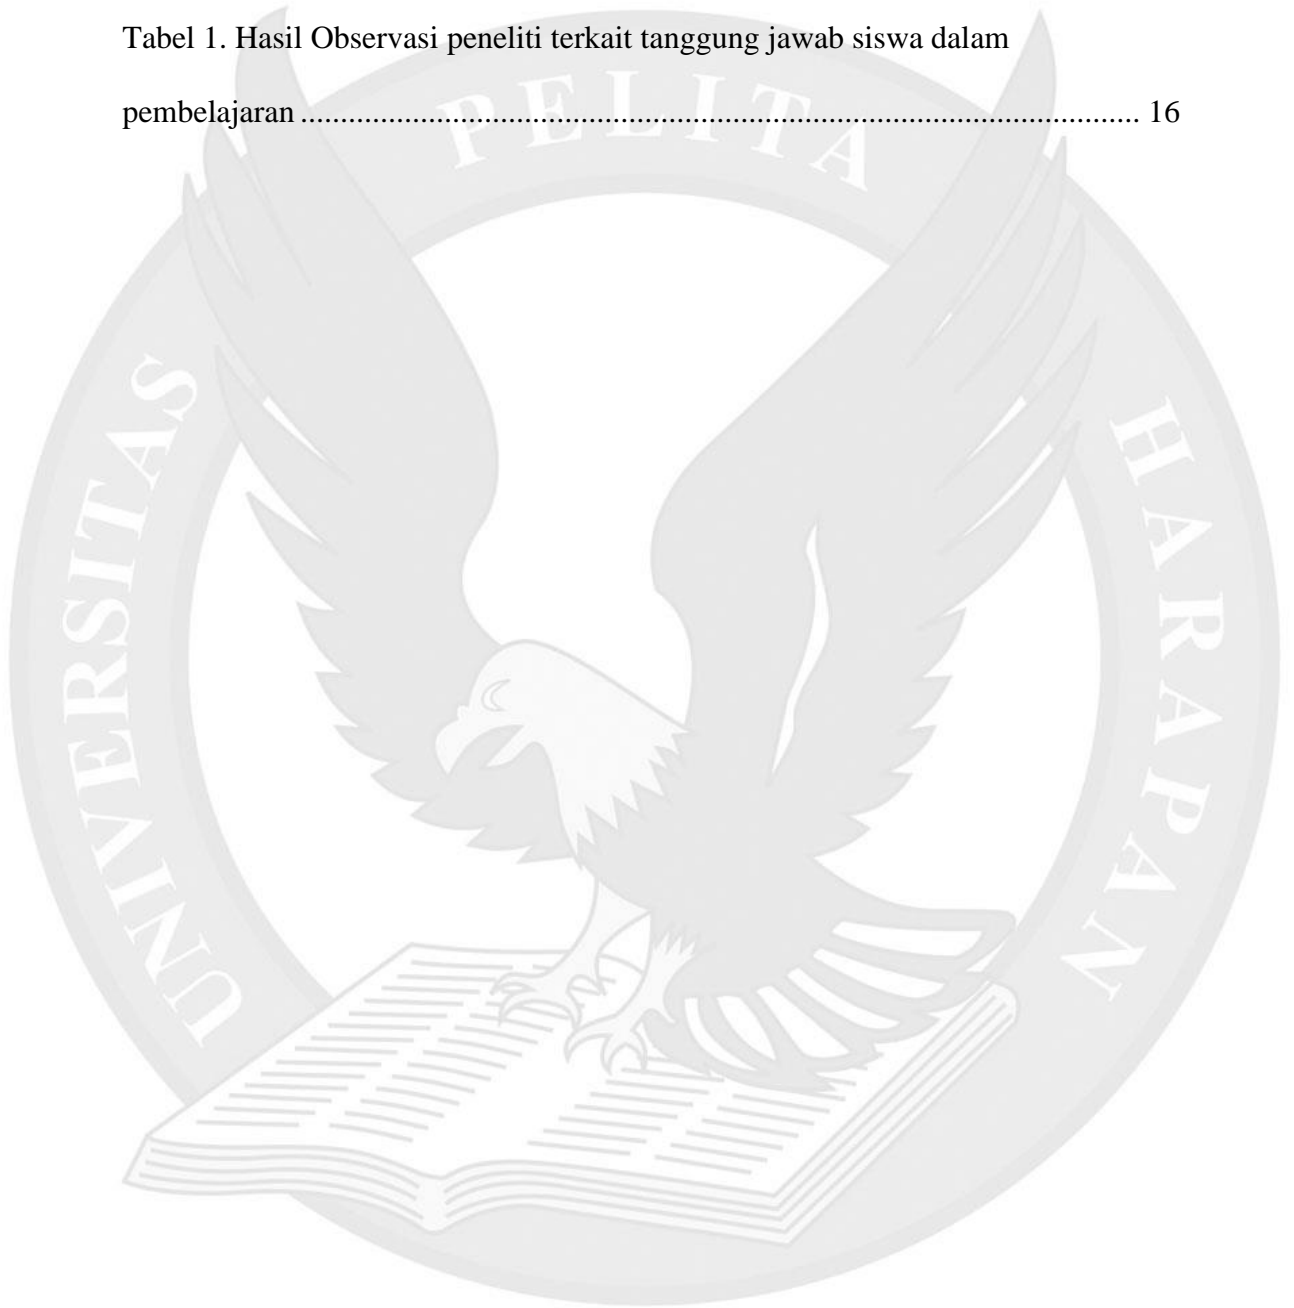 Tabel 1. Hasil Observasi peneliti terkait tanggung jawab siswa dalam
pembelajaran ............................................................................................................ 16
UNIVERSITAS PELITA HARAPAN